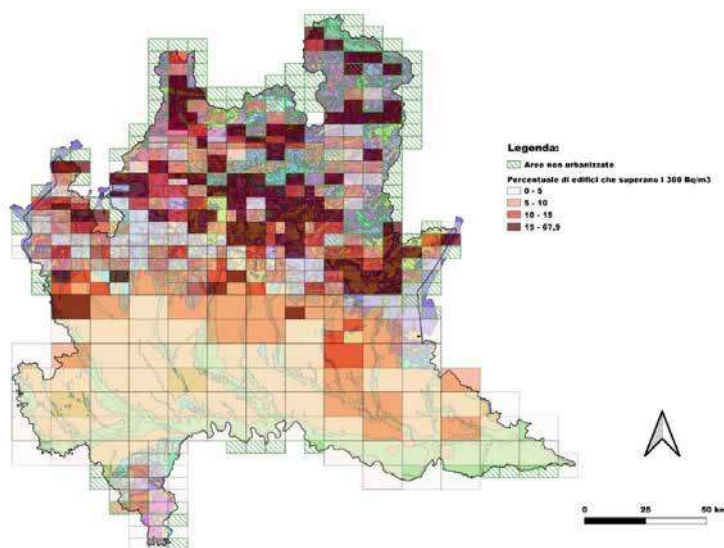 Legenda:
Aree non urbanizzate
Percentuale di edifici che superano i 300 Bq/m3
0 - 5
5 - 10
10 - 15
15 - 67,9
0 25 50 km